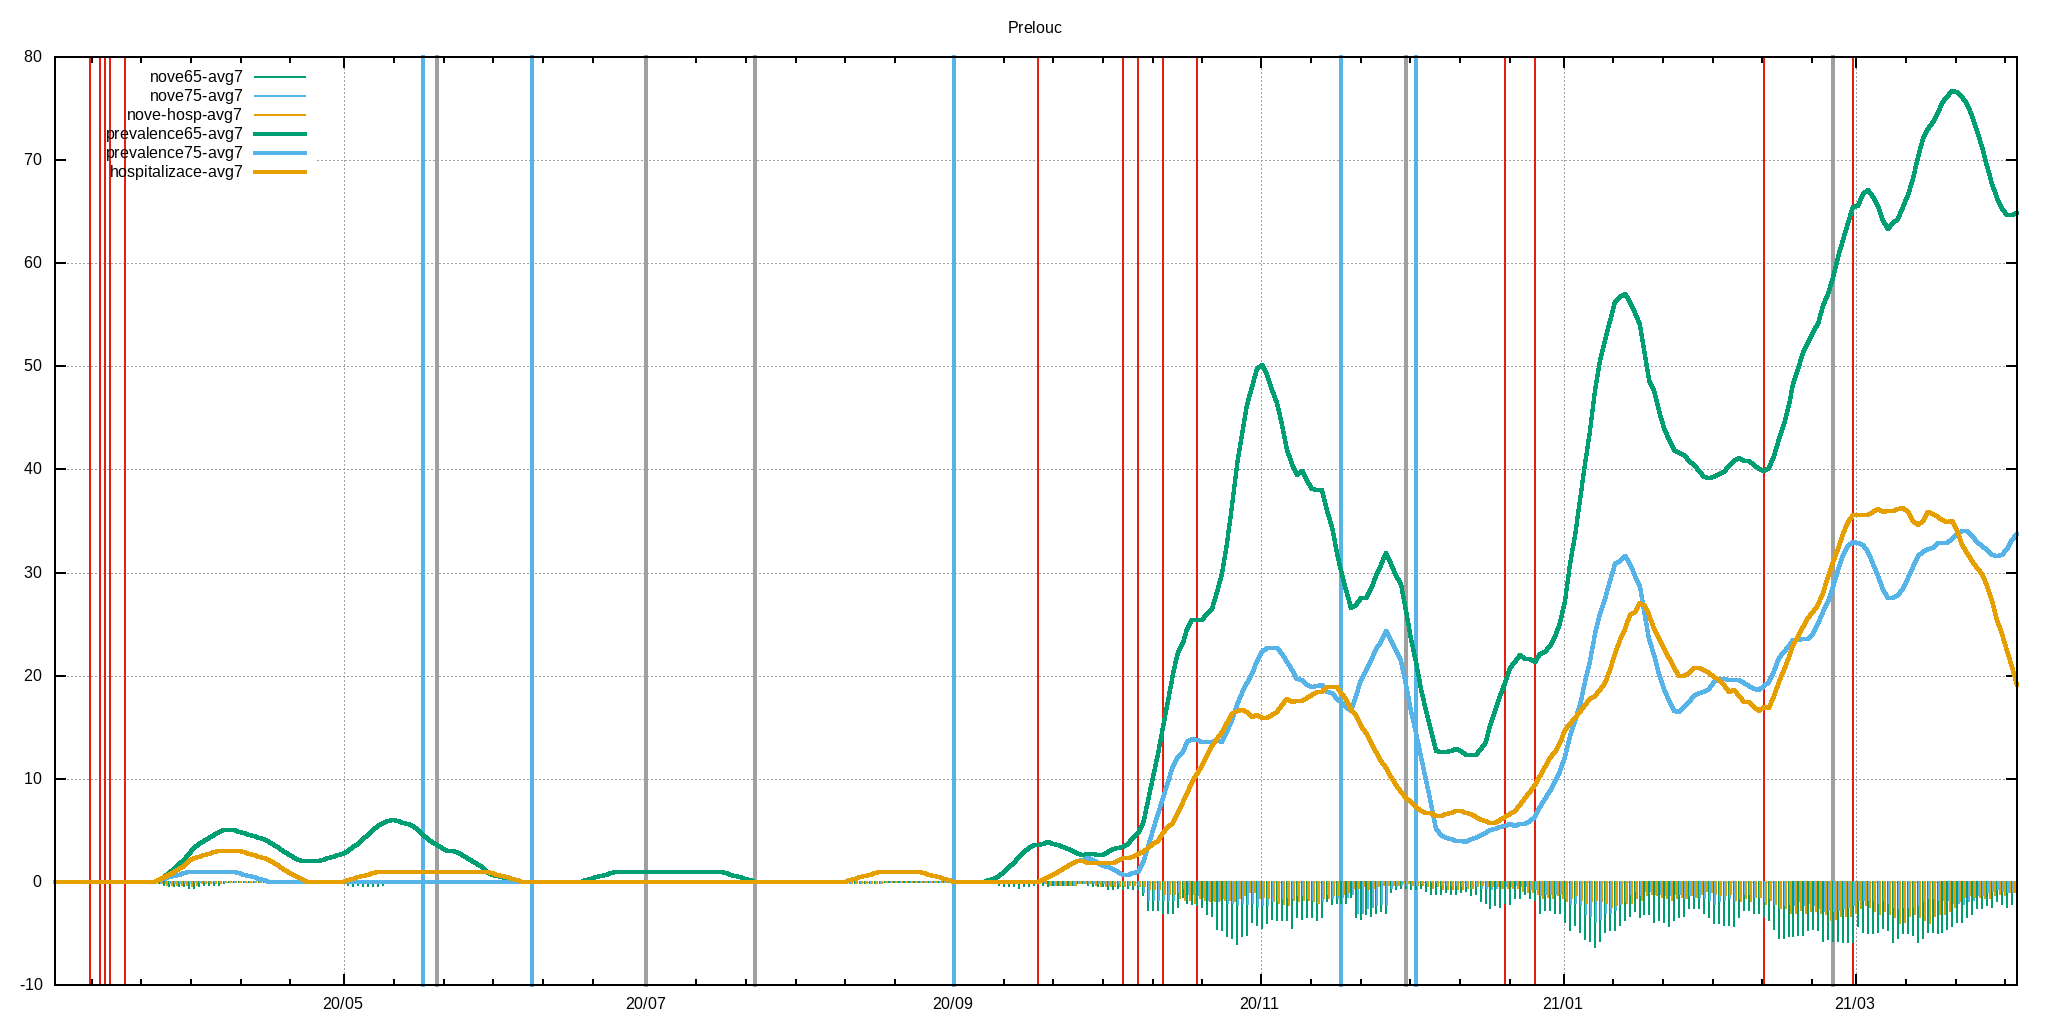 Prelouc
80
70
60
50
40
30
20
10
0
-10
nove65-avg7
nove75-avg7
nove-hosp-avg7
prevalence65-avg7
prevalence75-avg7
hospitalizace-avg7
20/05
20/07
20/09
20/11
21/01
21/03